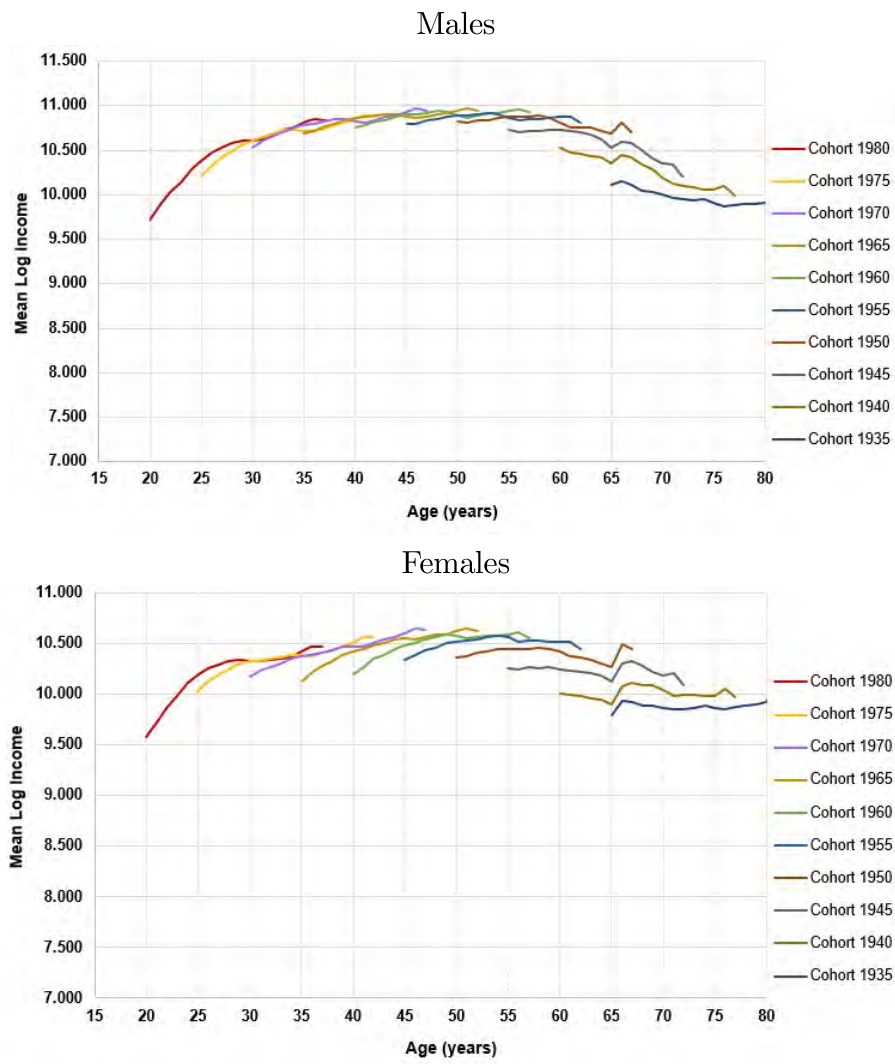 Males
11.500
11.000
10.500
10.000
9.500
9.000
8.500
8.000
7.500
7.000
Mean Log Income
15 20 25 30 35 40 45 50 55 60 65 70 75 80
Age (years)
Cohort 1980
Cohort 1975
Cohort 1970
Cohort 1965
Cohort 1960
Cohort 1955
Cohort 1950
Cohort 1945
Cohort 1940
Cohort 1935
Females
11.000
10.500
10.000
9.500
9.000
8.500
8.000
7.500
7.000
Mean Log Income
15 20 25 30 35 40 45 50 55 60 65 70 75 80
Age (years)
Cohort 1980
Cohort 1975
Cohort 1970
Cohort 1965
Cohort 1960
Cohort 1955
Cohort 1950
Cohort 1945
Cohort 1940
Cohort 1935